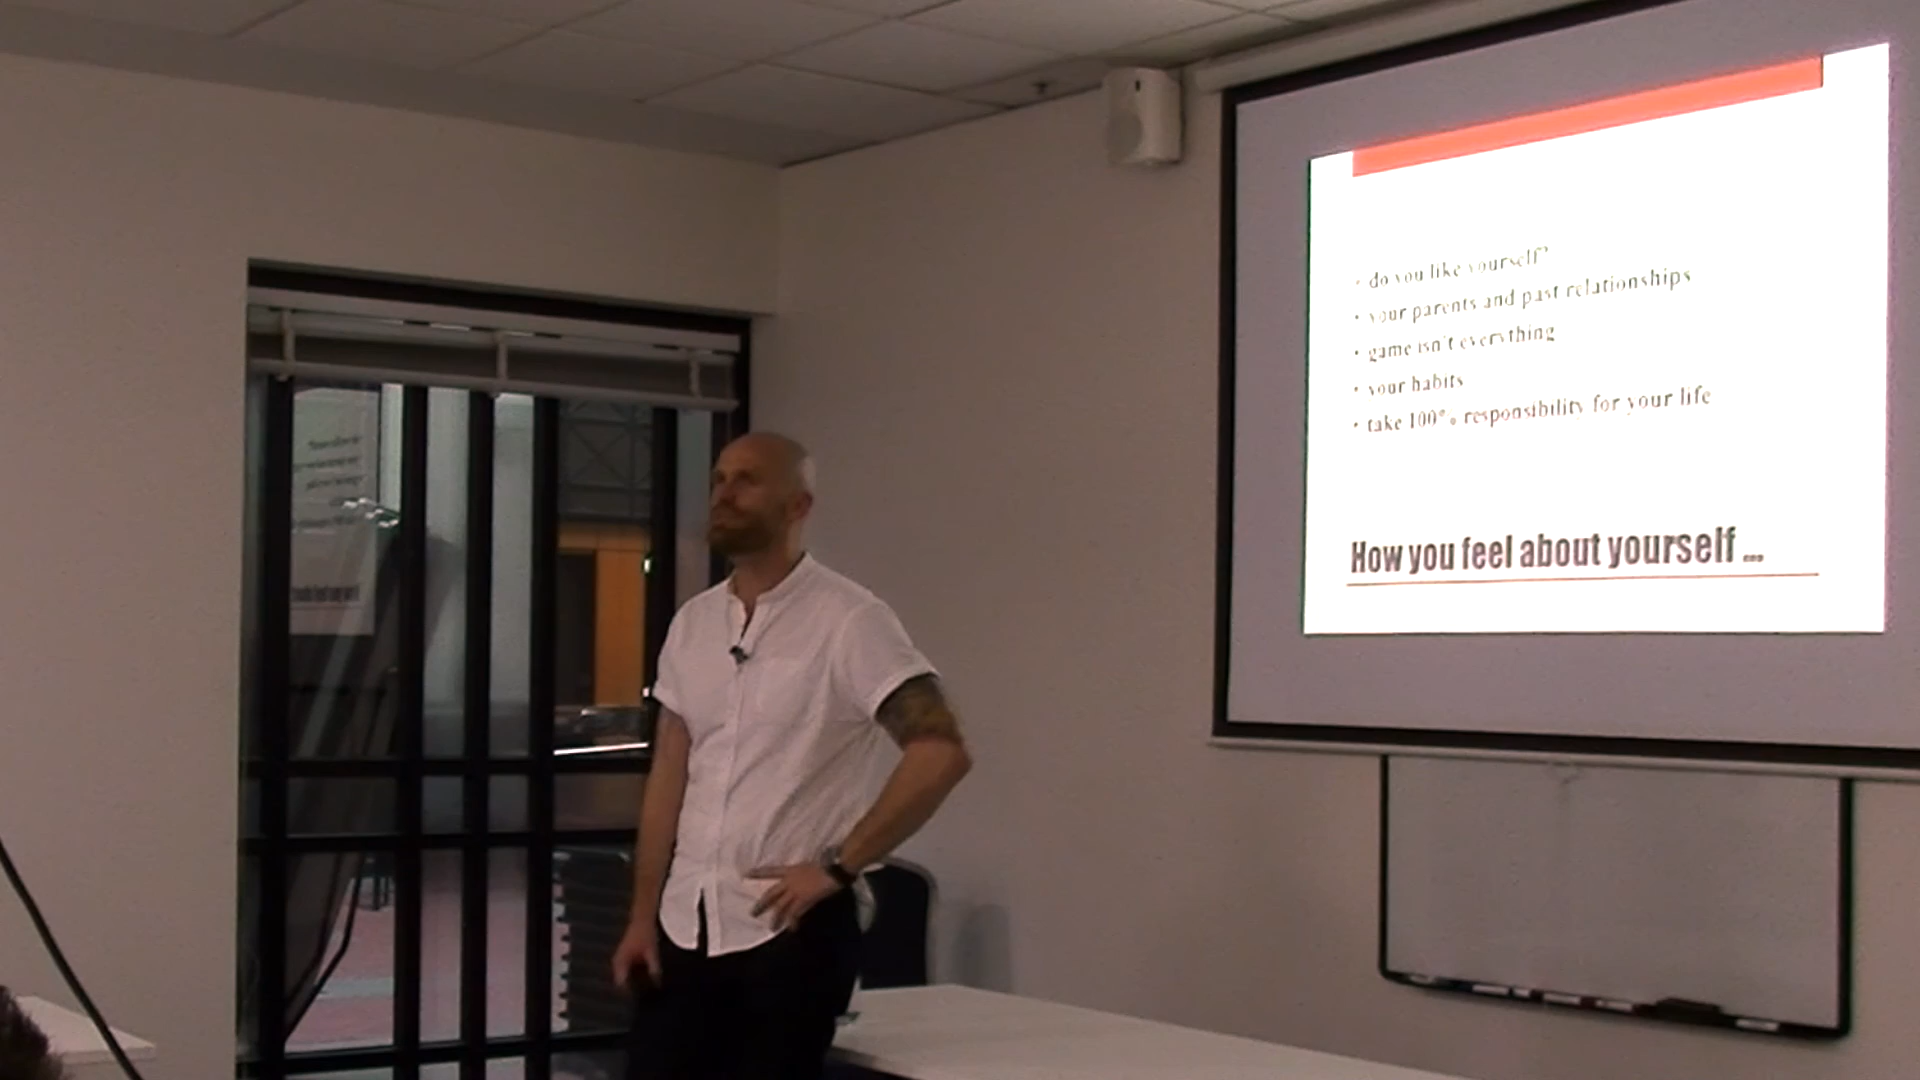 • do you like yourself?
• your parents and past relationships
• game isn't everything
• your habits
• take 100% responsibility for your life
How you feel about yourself ...